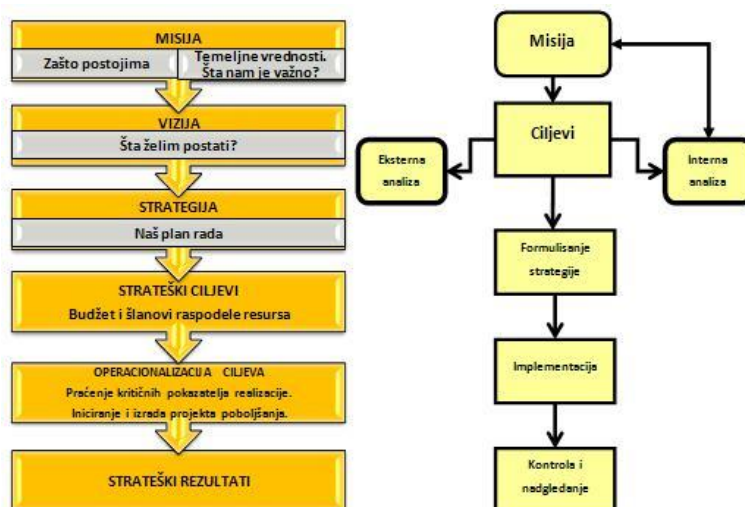 MISIJA
Zašto postojima
Temeljne vrednosti.
Šta nam je važno?
VIZIJA
Šta želim postati?
STRATEGIJA
Naš plan rada
STRATEŠKI CILJEVI
Budžet i šlanovi raspodele resursa
OPERACIONALIZACIJA CILJEVA
Praćenje kritičnih pokazatelja realizacije.
Iniciranje i izrada projekta poboljšanja.
STRATEŠKI REZULTATI
Misija
Ciljevi
Eksterna
analiza
Interna
analiza
Formulisanje
strategije
Implementacija
Kontrola i
nadgledanje